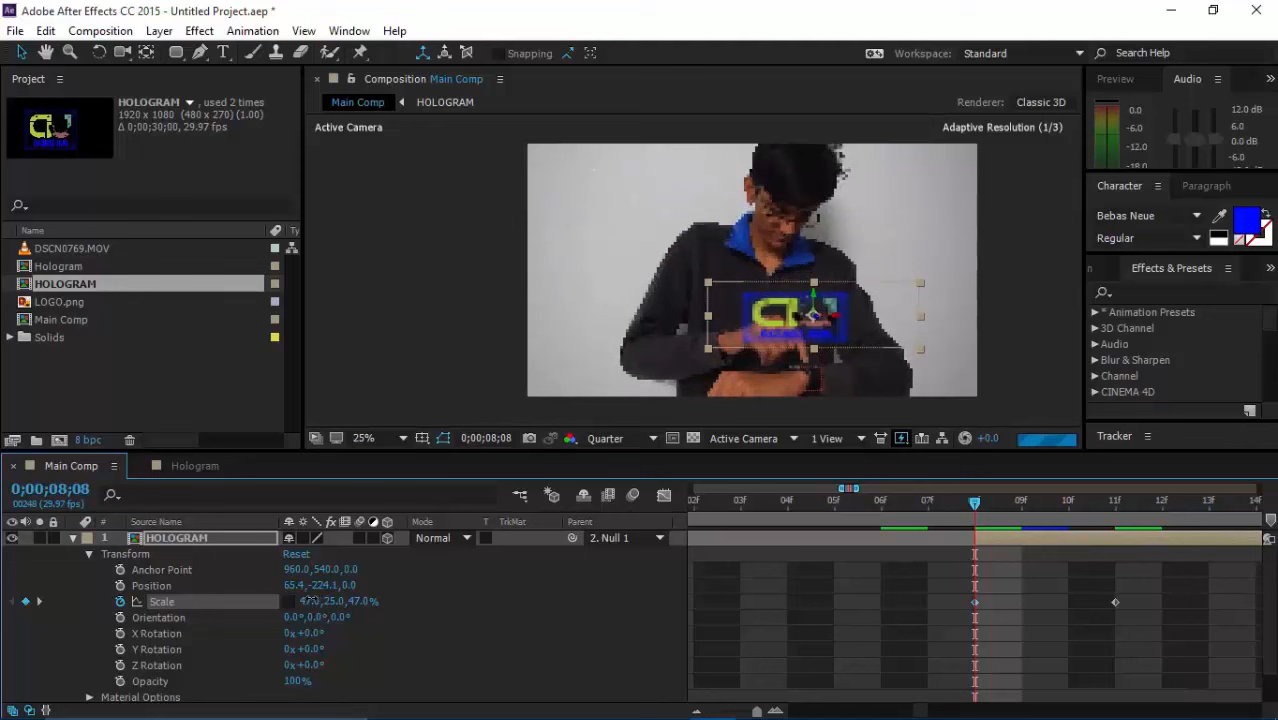 Adobe After Effects CC 2015 - Untitled Project.aep *
File Edit Composition Layer Effect Animation View Window Help
Snapping
Workspace: Standard
Search Help
Project
Composition Main Comp
Preview Audio
HOLOGRAM , used 2 times
1920 x 1080 (480 x 270) (1.00)
Δ 0;00;30;00, 29.97 fps
Main Comp HOLOGRAM
Renderer: Classic 3D
Active Camera
Adaptive Resolution (1/3)
0.0
-6.0
-12.0
-18.0
12.0 dB
6.0
0.0 dB
-6.0
Character Paragraph
Bebas Neue
Regular
Name Ty
DSCN0769.MOV
Hologram
HOLOGRAM
LOGO.png
Main Comp
Solids
Effects & Presets
* Animation Presets
3D Channel
Audio
Blur & Sharpen
Channel
CINEMA 4D
8 bpc
25% 0;00;08;08 Quarter Active Camera 1 View +0.0
Tracker
Main Comp Hologram
0;00;08;08
00248 (29.97 fps)
02F 03F 04F 05F 06F 07F 09F 10F 11F 12F 13F 14F
# Source Name Mode T TrkMat Parent
1 HOLOGRAM Normal 2. Null 1
Transform Reset
Anchor Point 960.0,540.0,0.0
Position 65.4,-224.1,0.0
Scale ,25.0,47.0%
Orientation 0.0°,0.0°,0.0°
X Rotation 0x+0.0°
Y Rotation 0x+0.0°
Z Rotation 0x+0.0°
Opacity 100%
Material Options